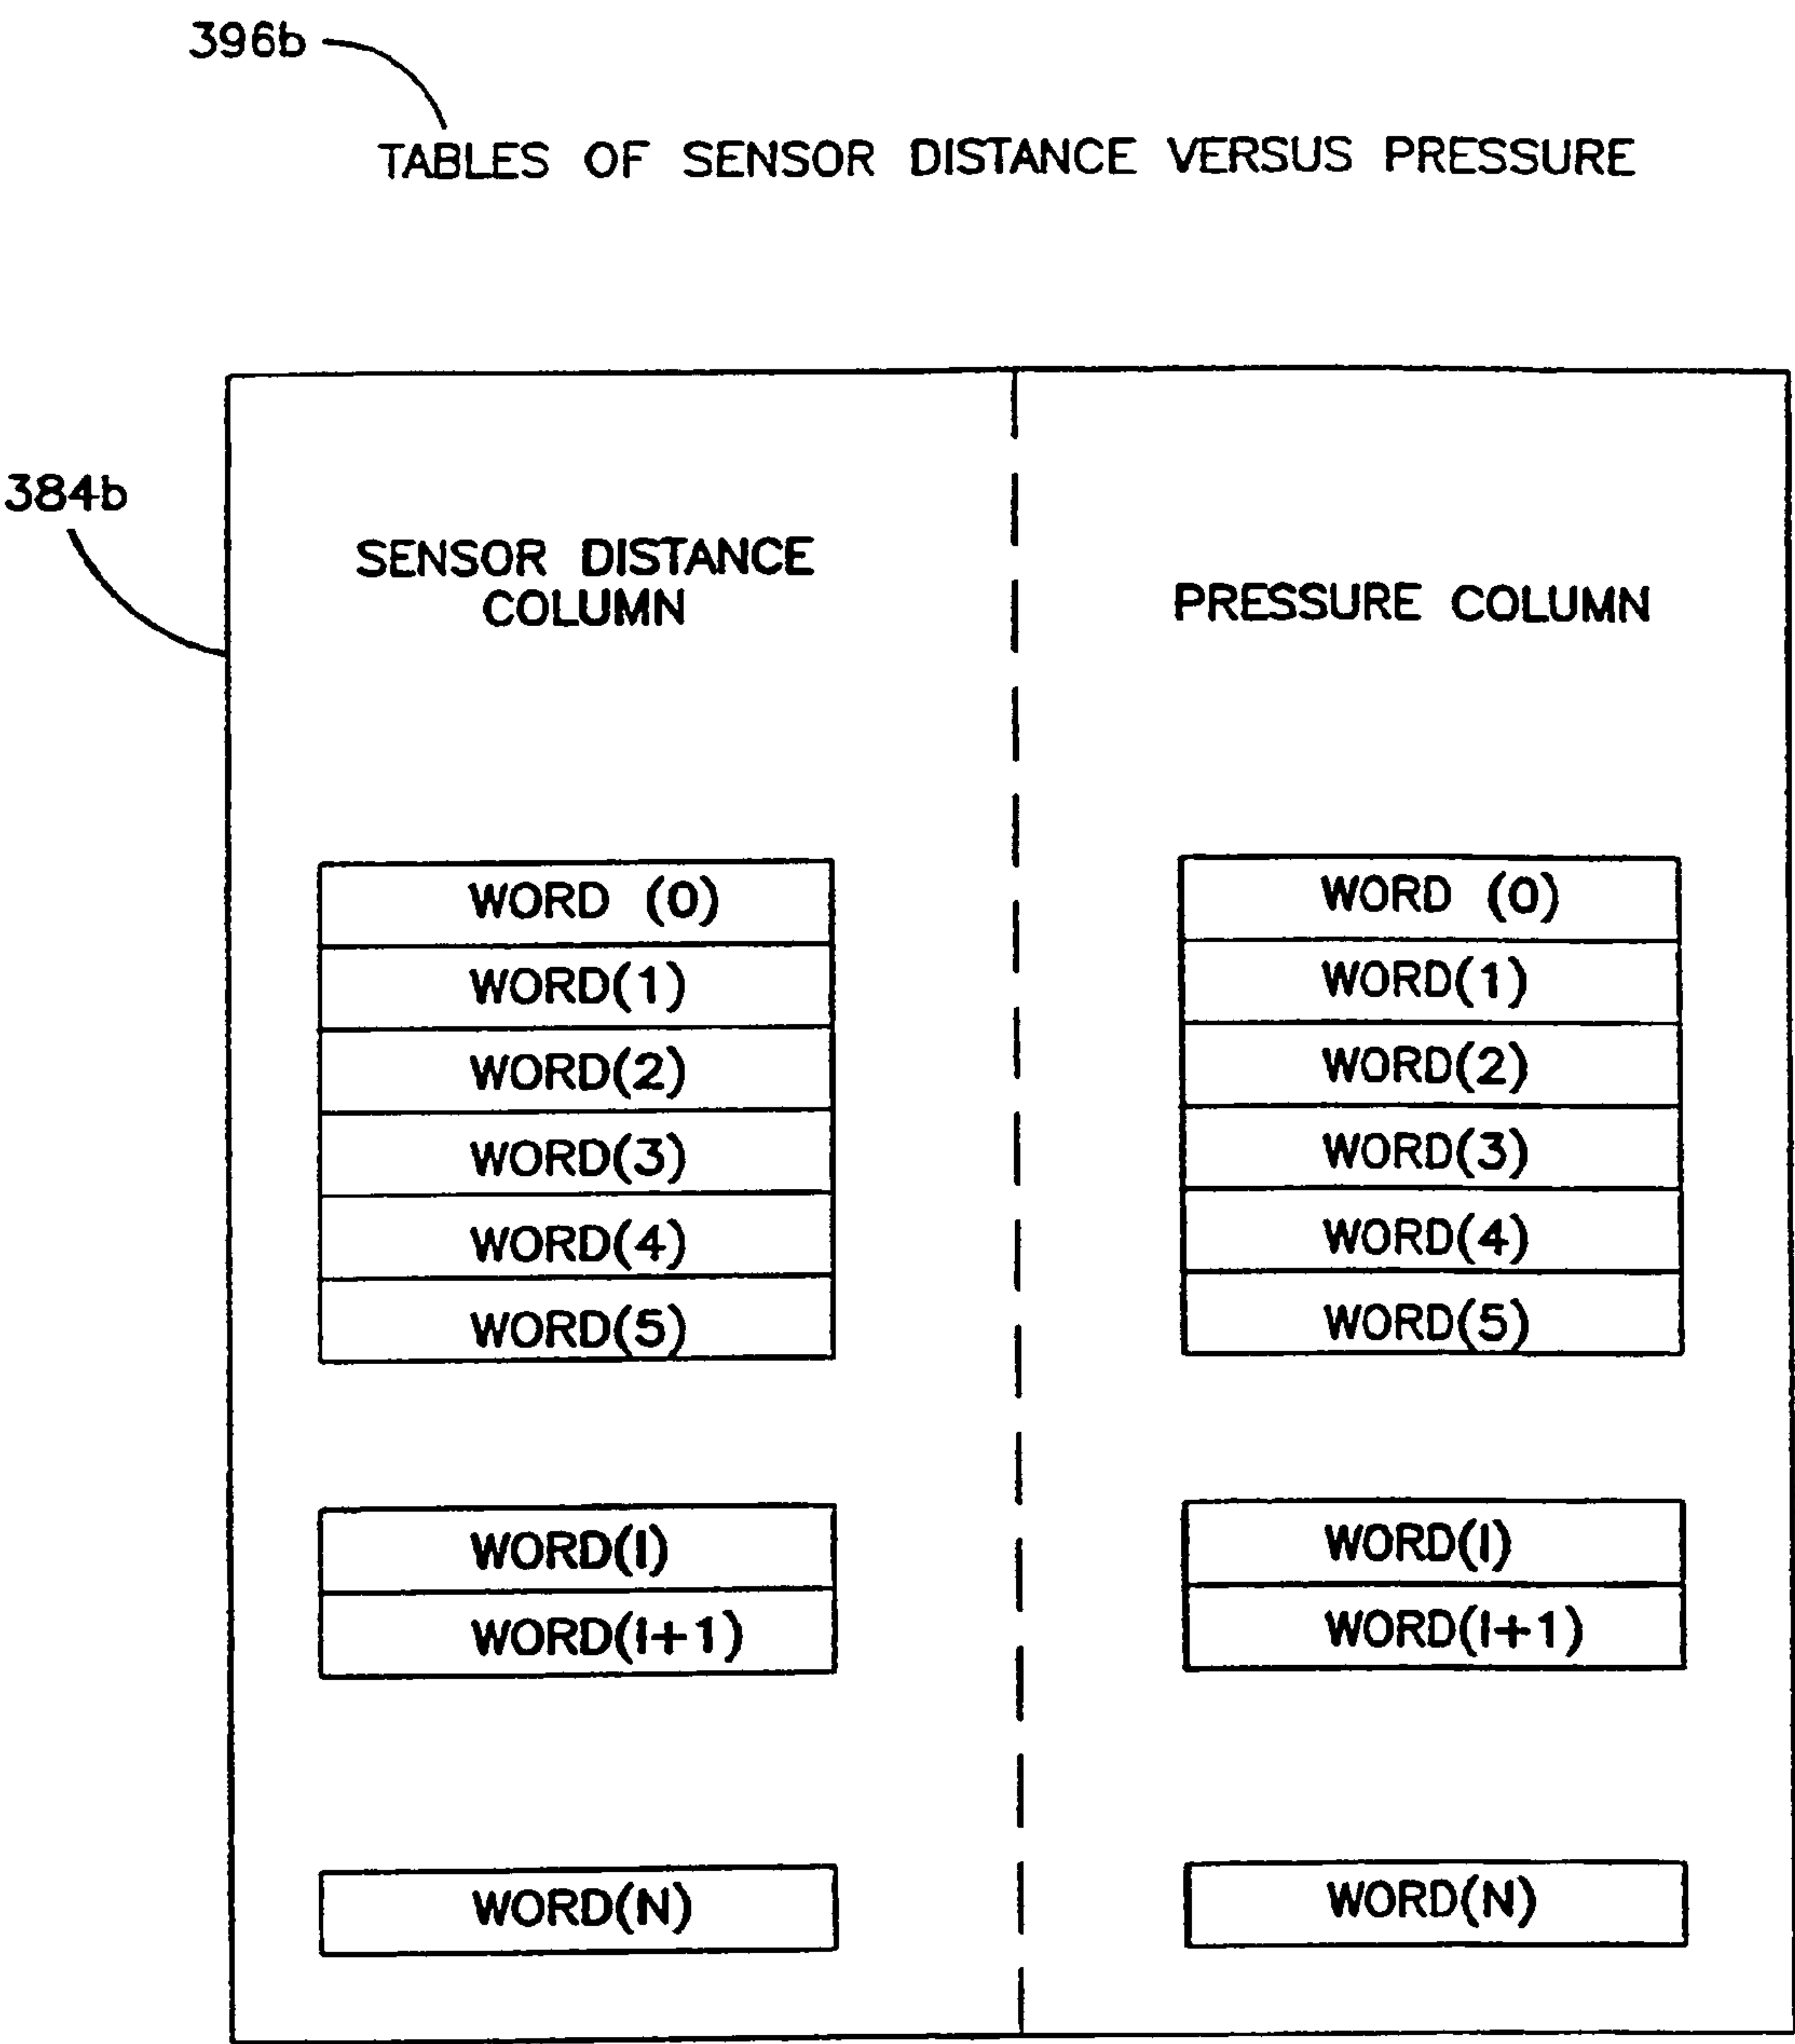 396b
TABLES OF SENSOR DISTANCE VERSUS PRESSURE
384b
SENSOR DISTANCE
COLUMN
PRESSURE COLUMN
WORD (0)
WORD(1)
WORD(2)
WORD(3)
WORD(4)
WORD(5)
WORD(I)
WORD(I+1)
WORD(N)
WORD (0)
WORD(1)
WORD(2)
WORD(3)
WORD(4)
WORD(5)
WORD(I)
WORD(I+1)
WORD(N)